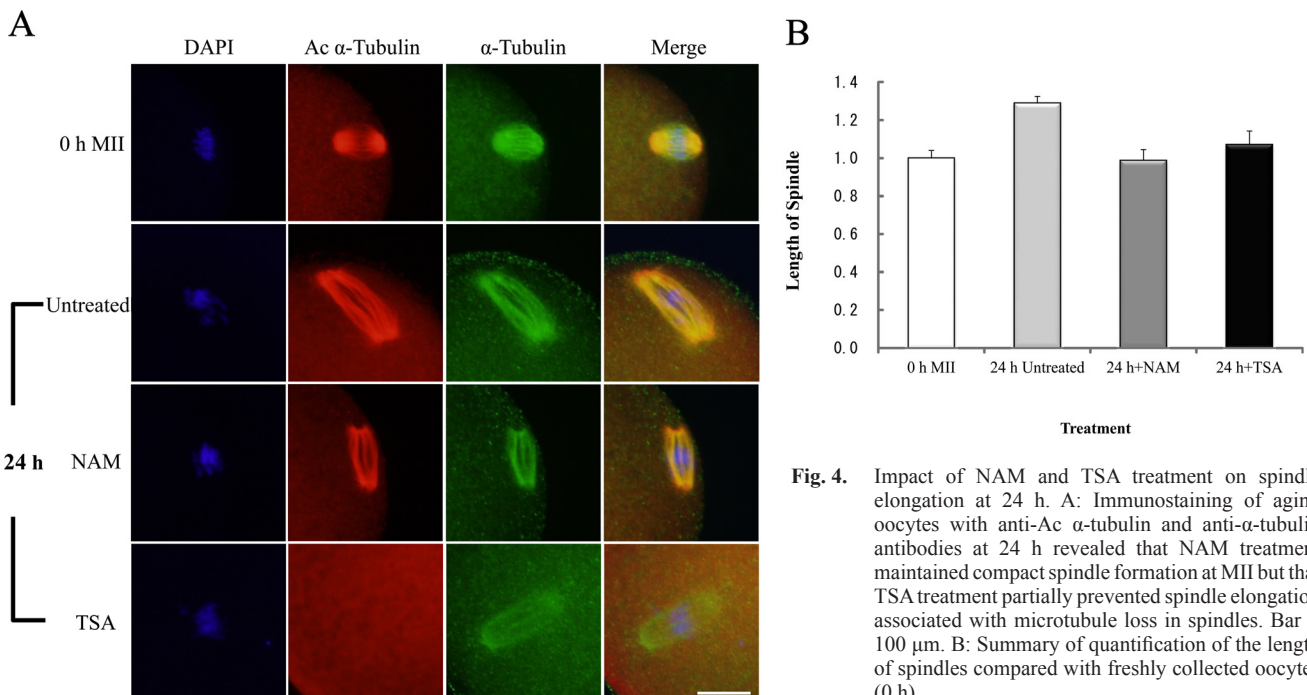 A
DAPI
Ac α-Tubulin
α-Tubulin
Merge
0 h MII
Untreated
24 h
NAM
TSA
B
Length of Spindle
1.4
1.2
1.0
0.8
0.6
0.4
0.2
0.0
0 h MII
24 h Untreated
24 h+NAM
24 h+TSA
Treatment
Fig. 4. Impact of NAM and TSA treatment on spindl
elongation at 24 h. A: Immunostaining of agin
oocytes with anti-Ac α-tubulin and anti-α-tubuli
antibodies at 24 h revealed that NAM treatmen
maintained compact spindle formation at MII but tha
TSA treatment partially prevented spindle elongatio
associated with microtubule loss in spindles. Bar
100 μm. B: Summary of quantification of the lengt
of spindles compared with freshly collected oocyte
(0 h)